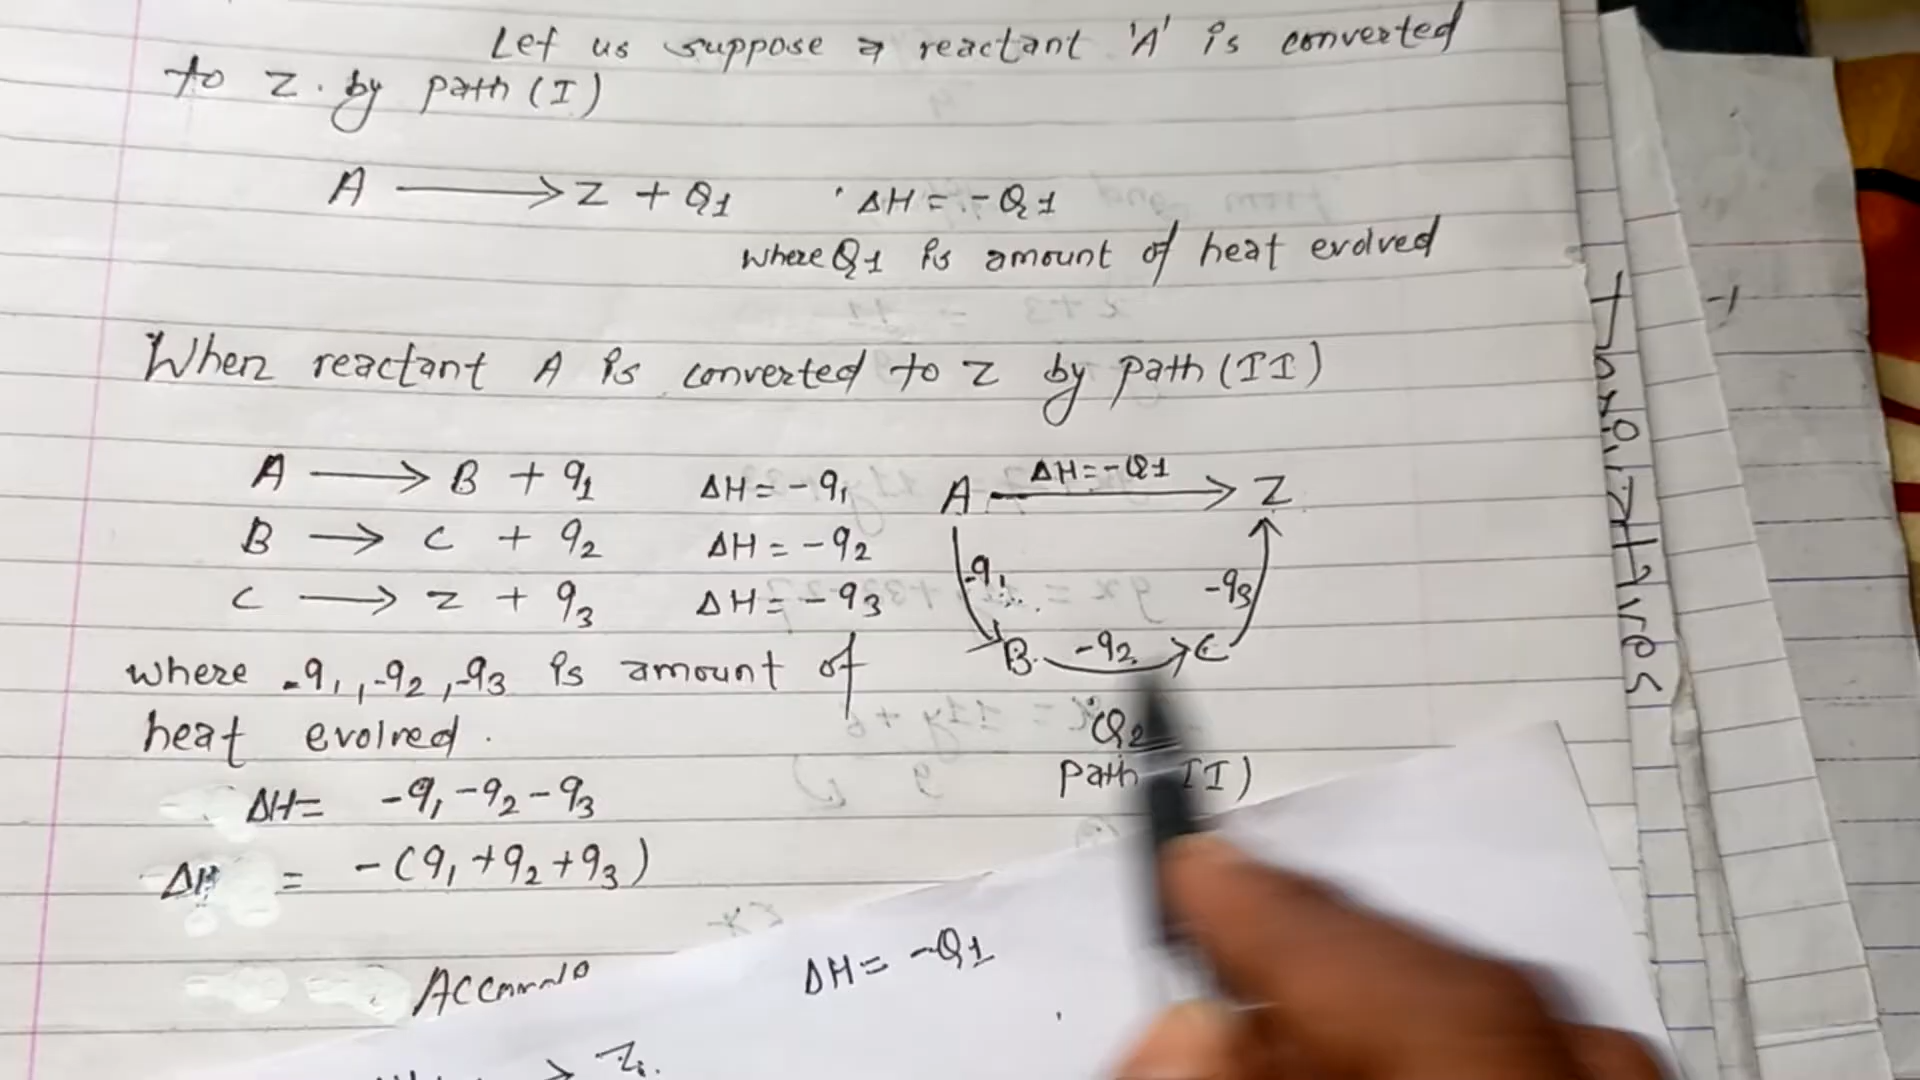 Let us suppose a reactant 'A' is converted
to Z. by path (I)
A ⟶ Z + Q1 ΔH = -Q1
where Q1 is amount of heat evolved
When reactant A is converted to Z by path (II)
A ⟶ B + q1 ΔH = -q1
B ⟶ C + q2 ΔH = -q2
C ⟶ Z + q3 ΔH = -q3
A ΔH = -Q1 Z
-q1 -q3
B -q2 C
Q2
path II)
where -q1, -q2, -q3 is amount of
heat evolved.
ΔH = -q1 -q2 -q3
ΔH = -(q1 + q2 + q3)
ΔH = -Q1
Z